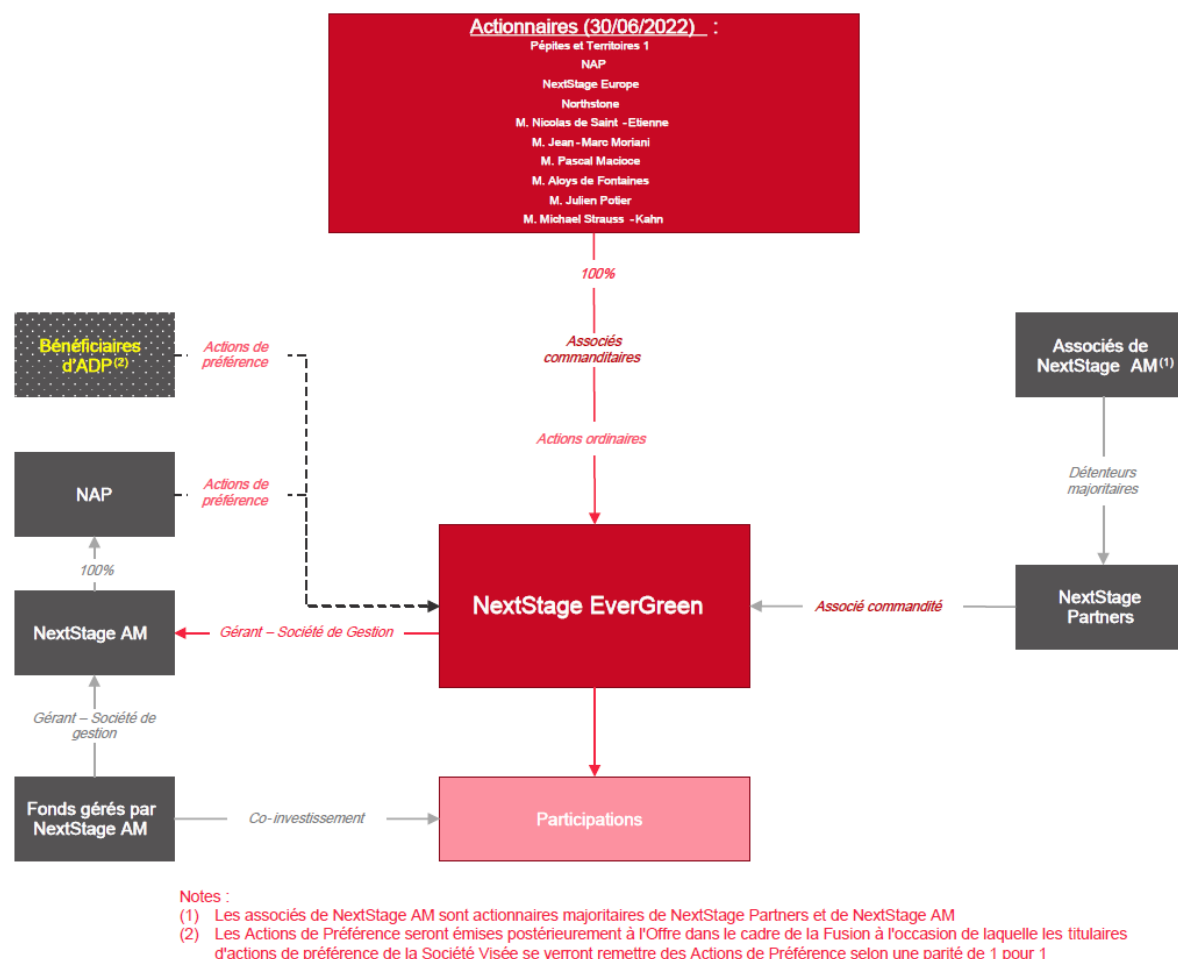 Actionnaires (30/06/2022) :
Pépites et Territoires 1
NAP
NextStage Europe
Northstone
M. Nicolas de Saint -Etienne
M. Jean-Marc Moriani
M. Pascal Macioce
M. Aloys de Fontaines
M. Julien Potier
M. Michael Strauss -Kahn
100%
Associés
commanditaires
Actions ordinaires
Bénéficiaires
d'ADP(2)
Actions de
préférence
NAP
Actions de
préférence
100%
NextStage AM
Gérant – Société de Gestion
Gérant – Société de
gestion
Fonds gérés par
NextStage AM
Co-investissement
NextStage EverGreen
Participations
Associés de
NextStage AM(1)
Détenteurs
majoritaires
NextStage
Partners
Associé commandité
Notes :
(1) Les associés de NextStage AM sont actionnaires majoritaires de NextStage Partners et de NextStage AM
(2) Les Actions de Préférence seront émises postérieurement à l'Offre dans le cadre de la Fusion à l'occasion de laquelle les titulaires
d'actions de préférence de la Société Visée se verront remettre des Actions de Préférence selon une parité de 1 pour 1